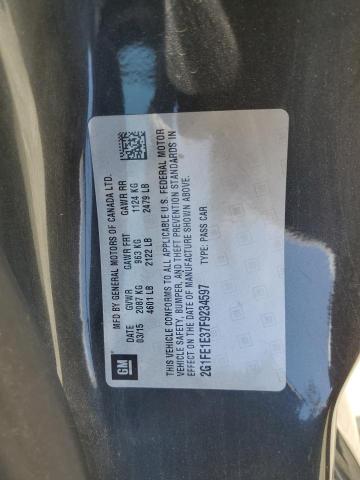 GM
MFD BY GENERAL MOTORS OF CANADA LTD.
DATE GVWR GAWR FRT GAWR RR
03/15 2087 KG 963 KG 1124 KG
4601 LB 2122 LB 2479 LB
THIS VEHICLE CONFORMS TO ALL APPLICABLE U.S. FEDERAL MOTOR
VEHICLE SAFETY, BUMPER, AND THEFT PREVENTION STANDARDS IN
EFFECT ON THE DATE OF MANUFACTURE SHOWN ABOVE.
2G1FE1E37F9234597 TYPE: PASS CAR